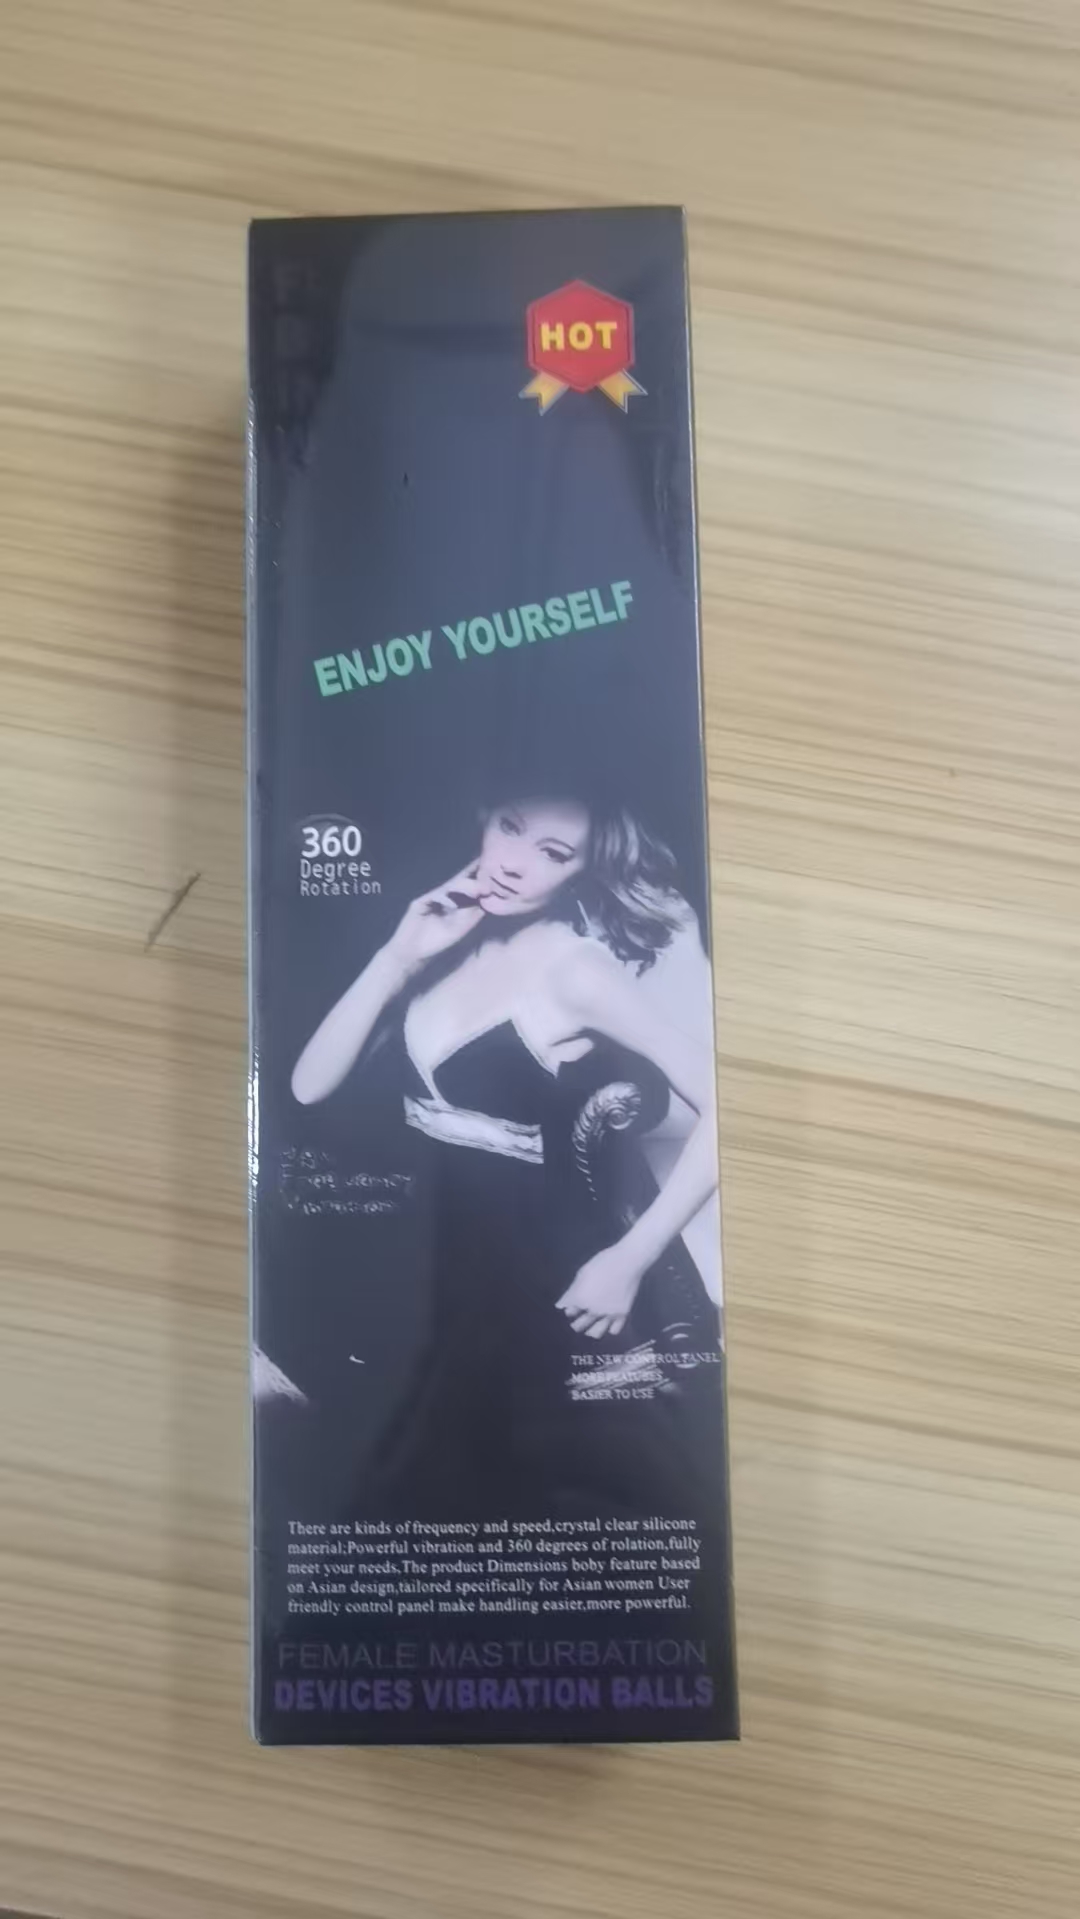 HOT
ENJOY YOURSELF
360
Degree
Rotation
THE NEW CONTROL PANEL
MORE FEATURES
BASIER TO USE
There are kinds of frequency and speed,crystal clear silicone
material;Powerful vibration and 360 degrees of rolation,fully
meet your needs.The product Dimensions boby feature based
on Asian design,tailored specifically for Asian women User
friendly control panel make handling easier,more powerful.
FEMALE MASTURBATION
DEVICES VIBRATION BALLS